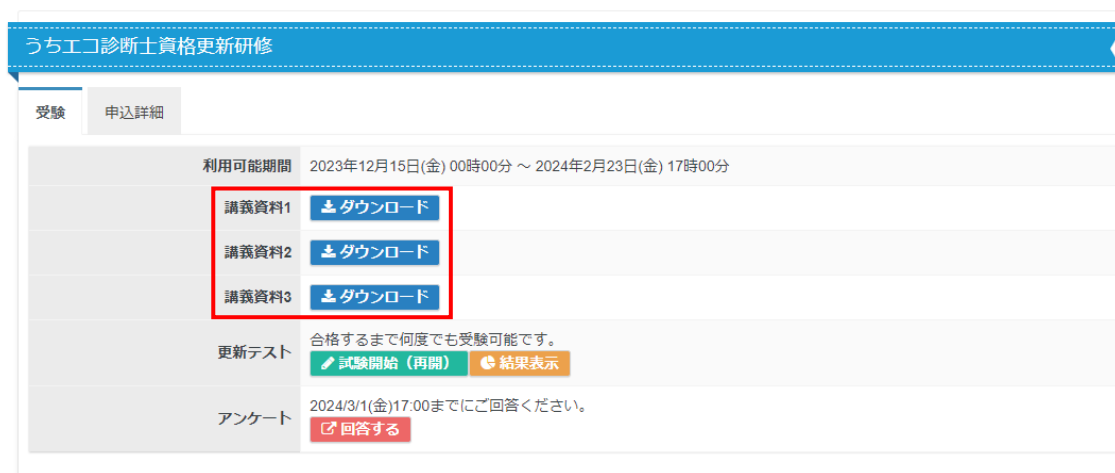 うちエコ診断士資格更新研修
受験 申込詳細
利用可能期間 2023年12月15日(金) 00時00分 ～ 2024年2月23日(金) 17時00分
講義資料1 ダウンロード
講義資料2 ダウンロード
講義資料3 ダウンロード
更新テスト 合格するまで何度でも受験可能です。
試験開始（再開） 結果表示
アンケート 2024/3/1(金)17:00までにご回答ください。
回答する